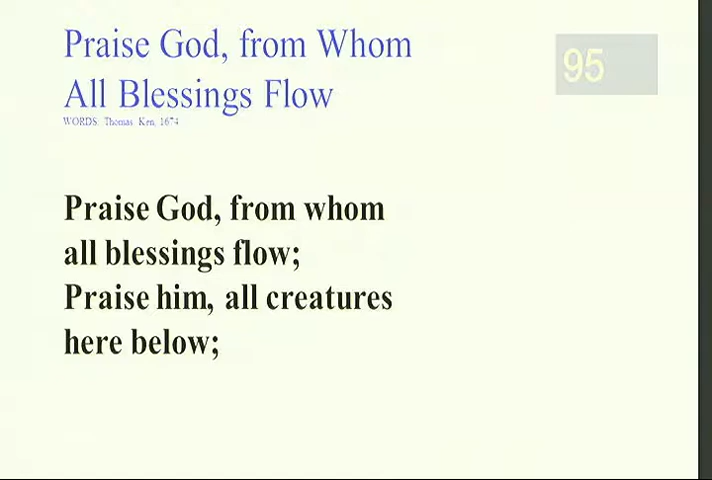 Praise God, from Whom
All Blessings Flow
95
WORDS: Thomas Ken, 1674
Praise God, from whom
all blessings flow;
Praise him, all creatures
here below;